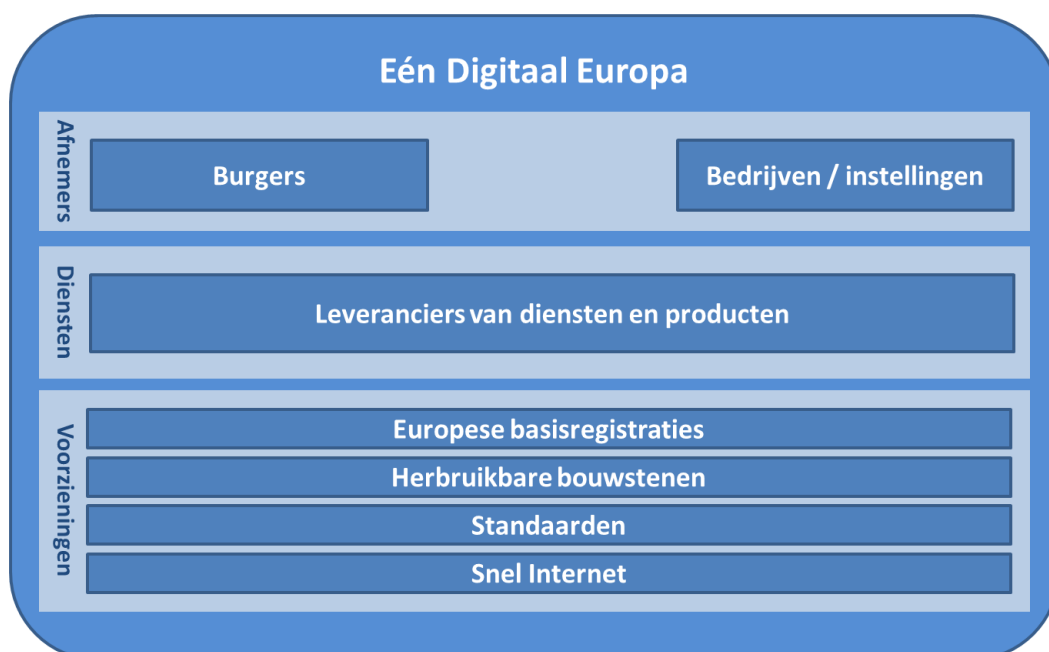 Eén Digitaal Europa
Afnemers
Burgers
Bedrijven / instellingen
Diensten
Leveranciers van diensten en producten
Voorzieningen
Europese basisregistraties
Herbruikbare bouwstenen
Standaarden
Snel Internet